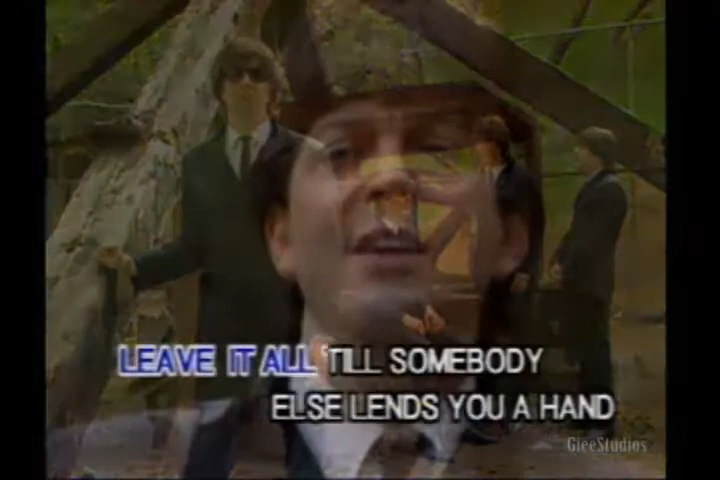 LEAVE IT ALL 'TILL SOMEBODY
ELSE LENDS YOU A HAND
GleeStudios